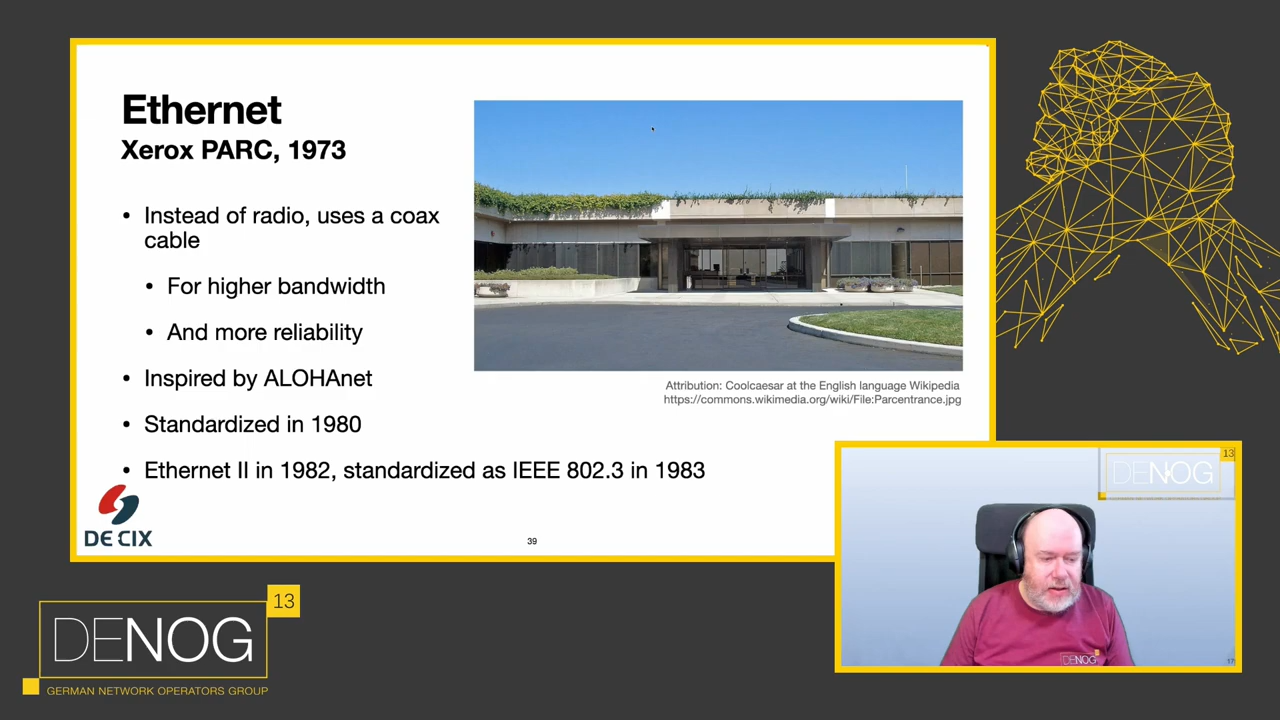 Ethernet
Xerox PARC, 1973
• Instead of radio, uses a coax
cable
• For higher bandwidth
• And more reliability
• Inspired by ALOHAnet
• Standardized in 1980
• Ethernet II in 1982, standardized as IEEE 802.3 in 1983
Attribution: Coolcaesar at the English language Wikipedia
https://commons.wikimedia.org/wiki/File:Parcentrance.jpg
DE CIX
39
DENOG
13
DENOG
17
13
DENOG
GERMAN NETWORK OPERATORS GROUP